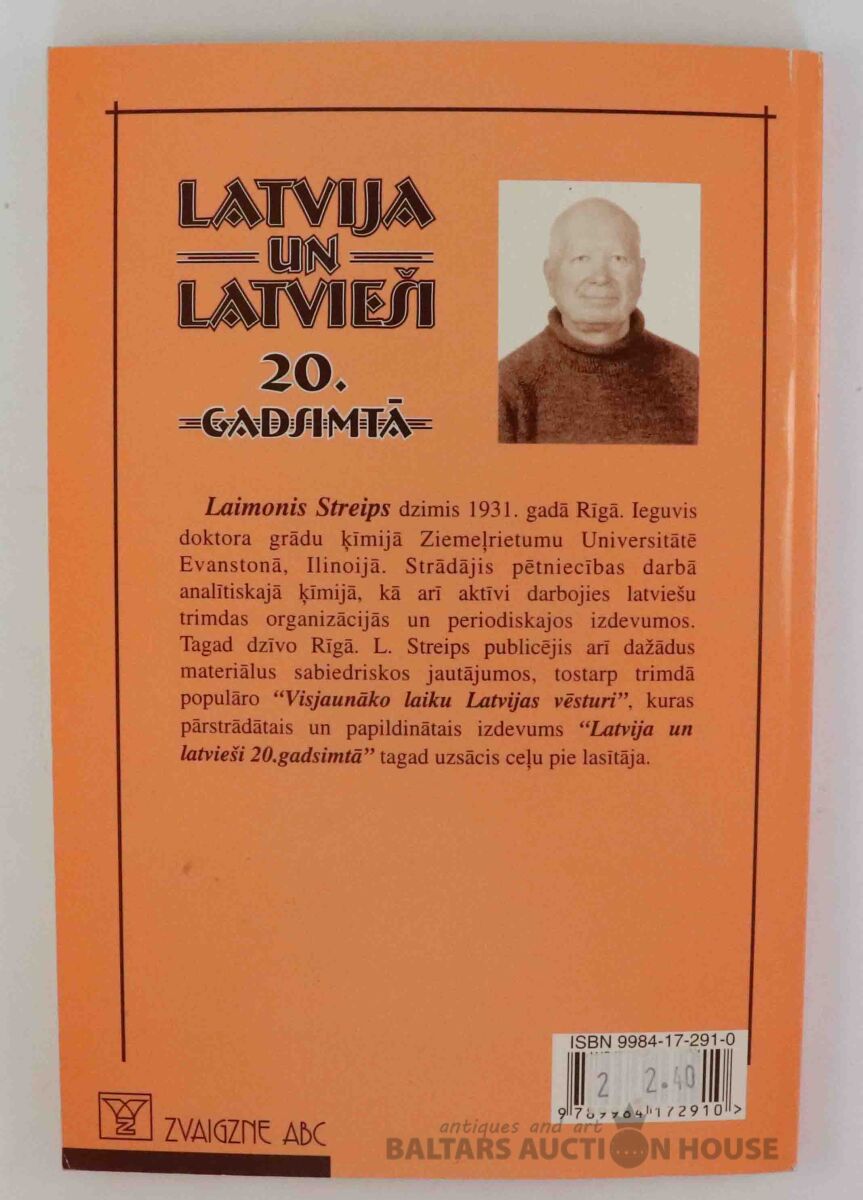 LATVIJA
UN
LATVIEŠI
20.
GADSIMTĀ
Laimonis Streips dzimis 1931. gadā Rīgā. Ieguvis
doktora grādu ķīmijā Ziemeļrietumu Universitātē
Evanstonā, Ilinoijā. Strādājis pētniecības darbā
analītiskajā ķīmijā, kā arī aktīvi darbojies latviešu
trimdas organizācijās un periodiskajos izdevumos.
Tagad dzīvo Rīgā. L. Streips publicējis arī dažādus
materiālus sabiedriskos jautājumos, tostarp trimdā
populāro “Visjaunāko laiku Latvijas vēsturi”, kuras
pārstrādātais un papildinātais izdevums “Latvija un
latvieši 20.gadsimtā” tagad uzsācis ceļu pie lasītāja.
ISBN 9984-17-291-0
2 2.40
9 789984 172910 >
ZVAIGZNE ABC
antiques and art
BALTARS AUCTION HOUSE